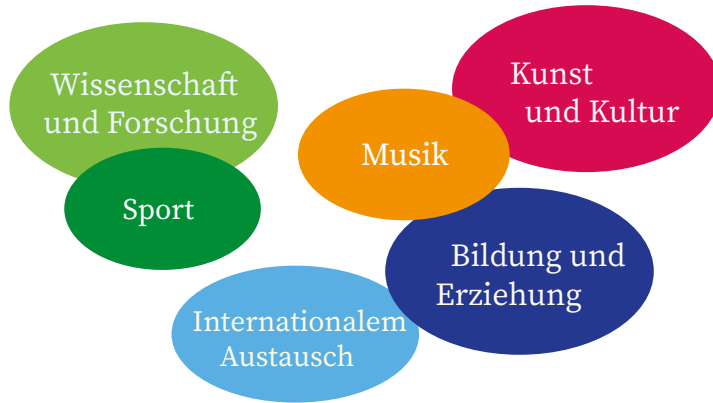 Wissenschaft
und Forschung
Kunst
und Kultur
Musik
Sport
Bildung und
Erziehung
Internationalem
Austausch